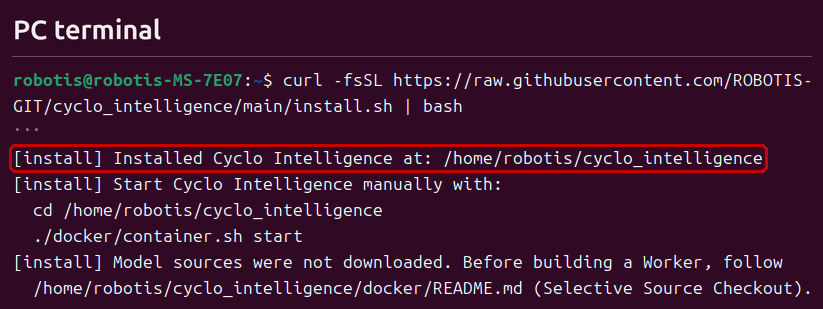 PC terminal
robotis@robotis-MS-7E07:~$ curl -fsSL https://raw.githubusercontent.com/ROBOTIS-
GIT/cyclo_intelligence/main/install.sh | bash
...
[install] Installed Cyclo Intelligence at: /home/robotis/cyclo_intelligence
[install] Start Cyclo Intelligence manually with:
cd /home/robotis/cyclo_intelligence
./docker/container.sh start
[install] Model sources were not downloaded. Before building a Worker, follow
/home/robotis/cyclo_intelligence/docker/README.md (Selective Source Checkout).